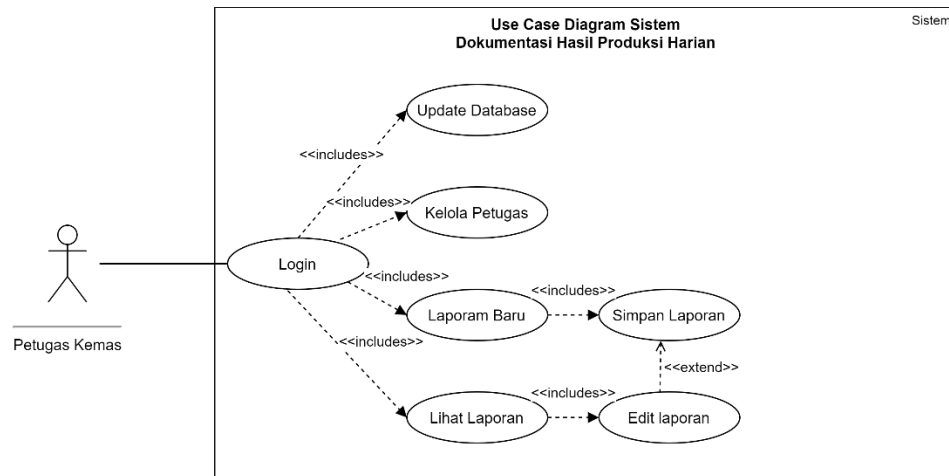 Use Case Diagram Sistem
Dokumentasi Hasil Produksi Harian
Sistem
Update Database
<<includes>>
<<includes>>
Kelola Petugas
Login
<<includes>>
<<includes>>
Laporam Baru
Simpan Laporan
<<includes>>
Petugas Kemas
<<extend>>
<<includes>>
Lihat Laporan
Edit laporan